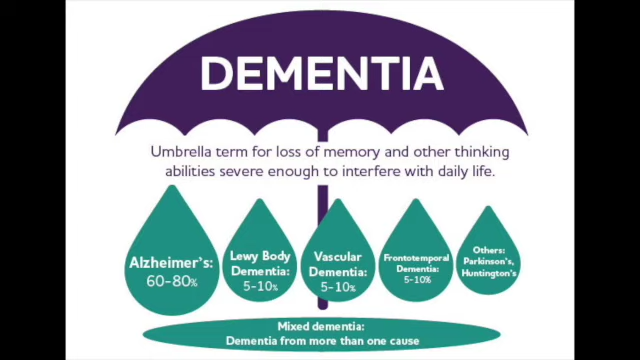 DEMENTIA
Umbrella term for loss of memory and other thinking
abilities severe enough to interfere with daily life.
Alzheimer's:
60-80%
Lewy Body
Dementia:
5-10%
Vascular
Dementia:
5-10%
Frontotemporal
Dementia:
5-10%
Others:
Parkinson's,
Huntington's
Mixed dementia:
Dementia from more than one cause